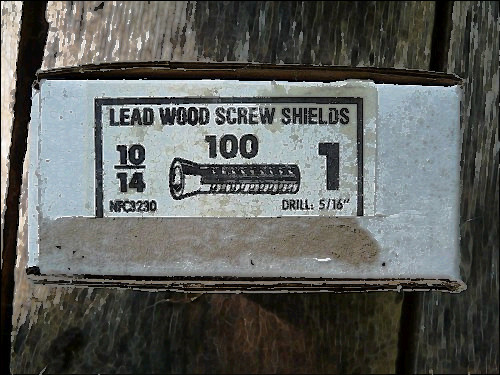 LEAD WOOD SCREW SHIELDS
10
14
100
1
NFC3230
DRILL: 5/16"